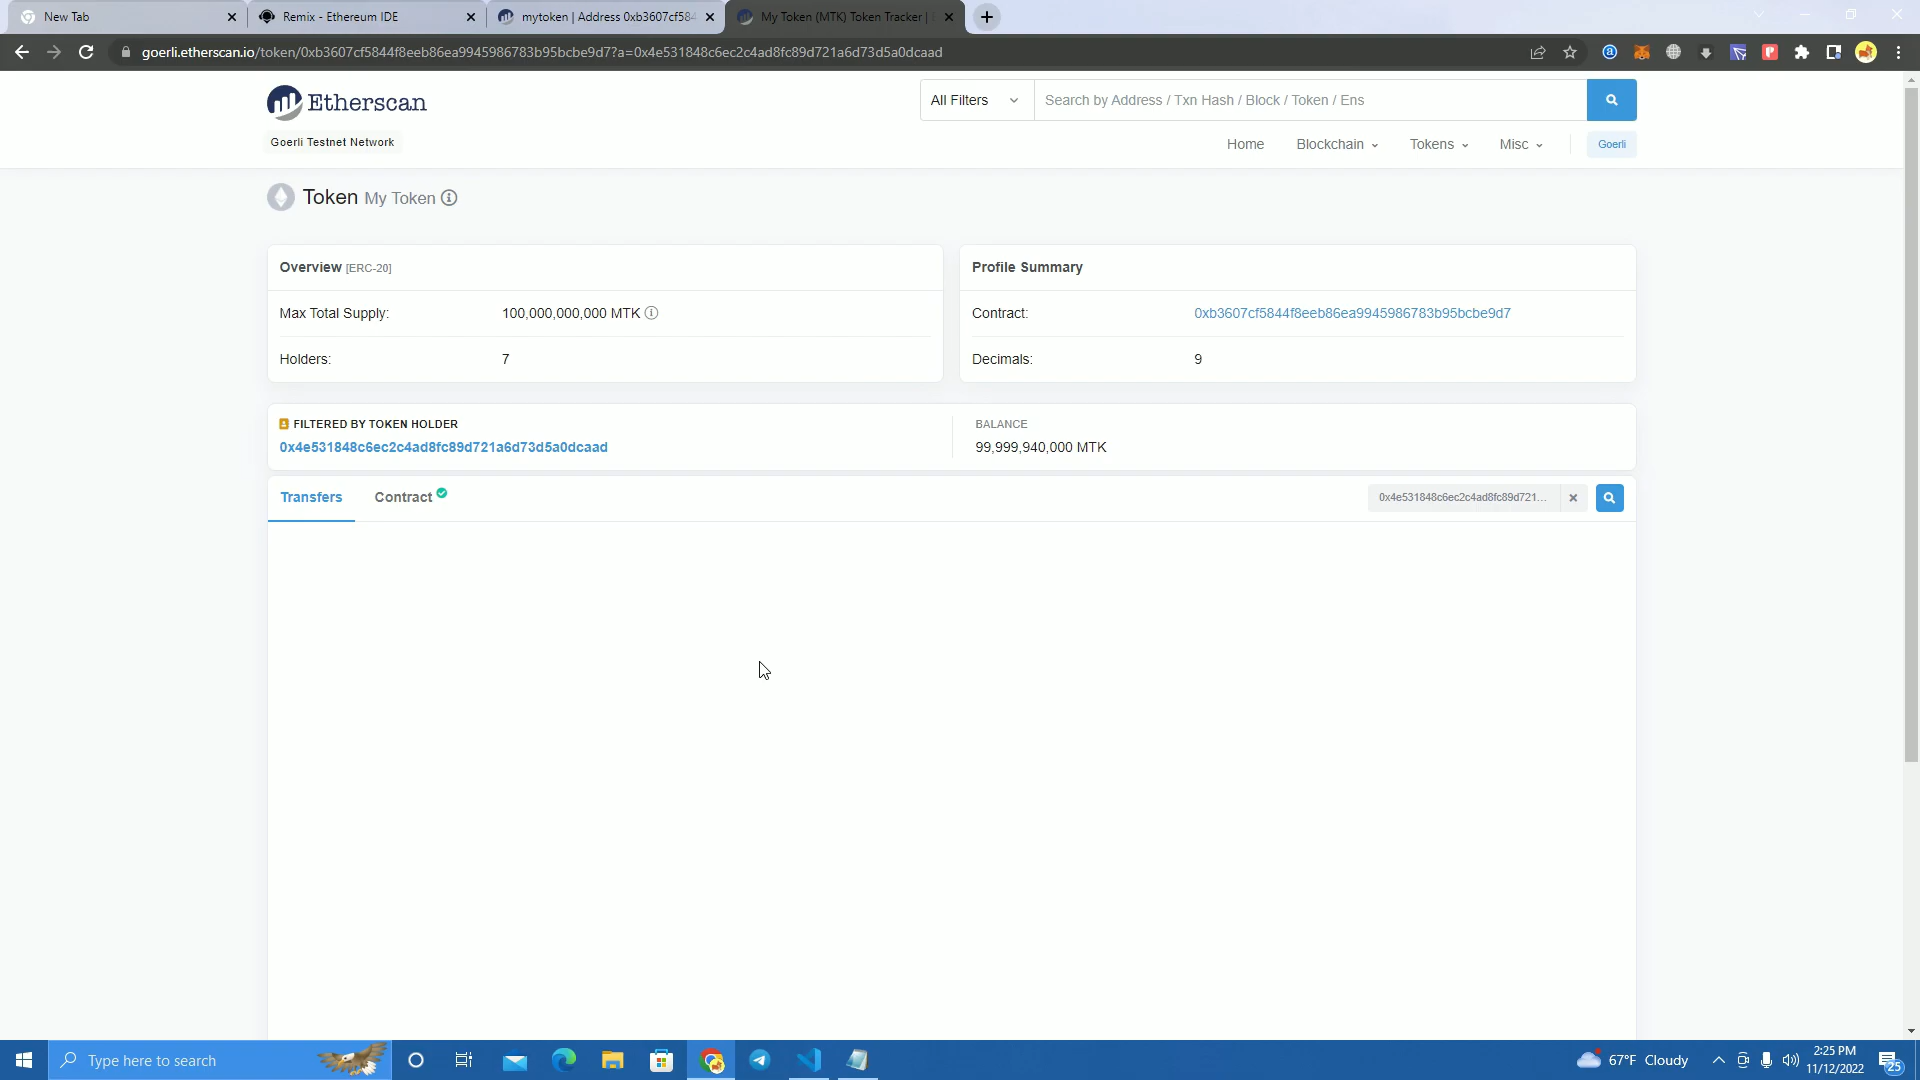 New Tab
Remix - Ethereum IDE
mytoken | Address 0xb3607cf584
My Token (MTK) Token Tracker |
goerli.etherscan.io/token/0xb3607cf5844f8eeb86ea9945986783b95bcbe9d7?a=0x4e531848c6ec2c4ad8fc89d721a6d73d5a0dcaad
Etherscan
All Filters
Search by Address / Txn Hash / Block / Token / Ens
Goerli Testnet Network
Home
Blockchain
Tokens
Misc
Goerli
Token My Token
Overview [ERC-20]
Max Total Supply: 100,000,000,000 MTK
Holders: 7
Profile Summary
Contract: 0xb3607cf5844f8eeb86ea9945986783b95bcbe9d7
Decimals: 9
FILTERED BY TOKEN HOLDER
0x4e531848c6ec2c4ad8fc89d721a6d73d5a0dcaad
BALANCE
99,999,940,000 MTK
Transfers
Contract
0x4e531848c6ec2c4ad8fc89d721...
Type here to search
67°F Cloudy
2:25 PM
11/12/2022
25